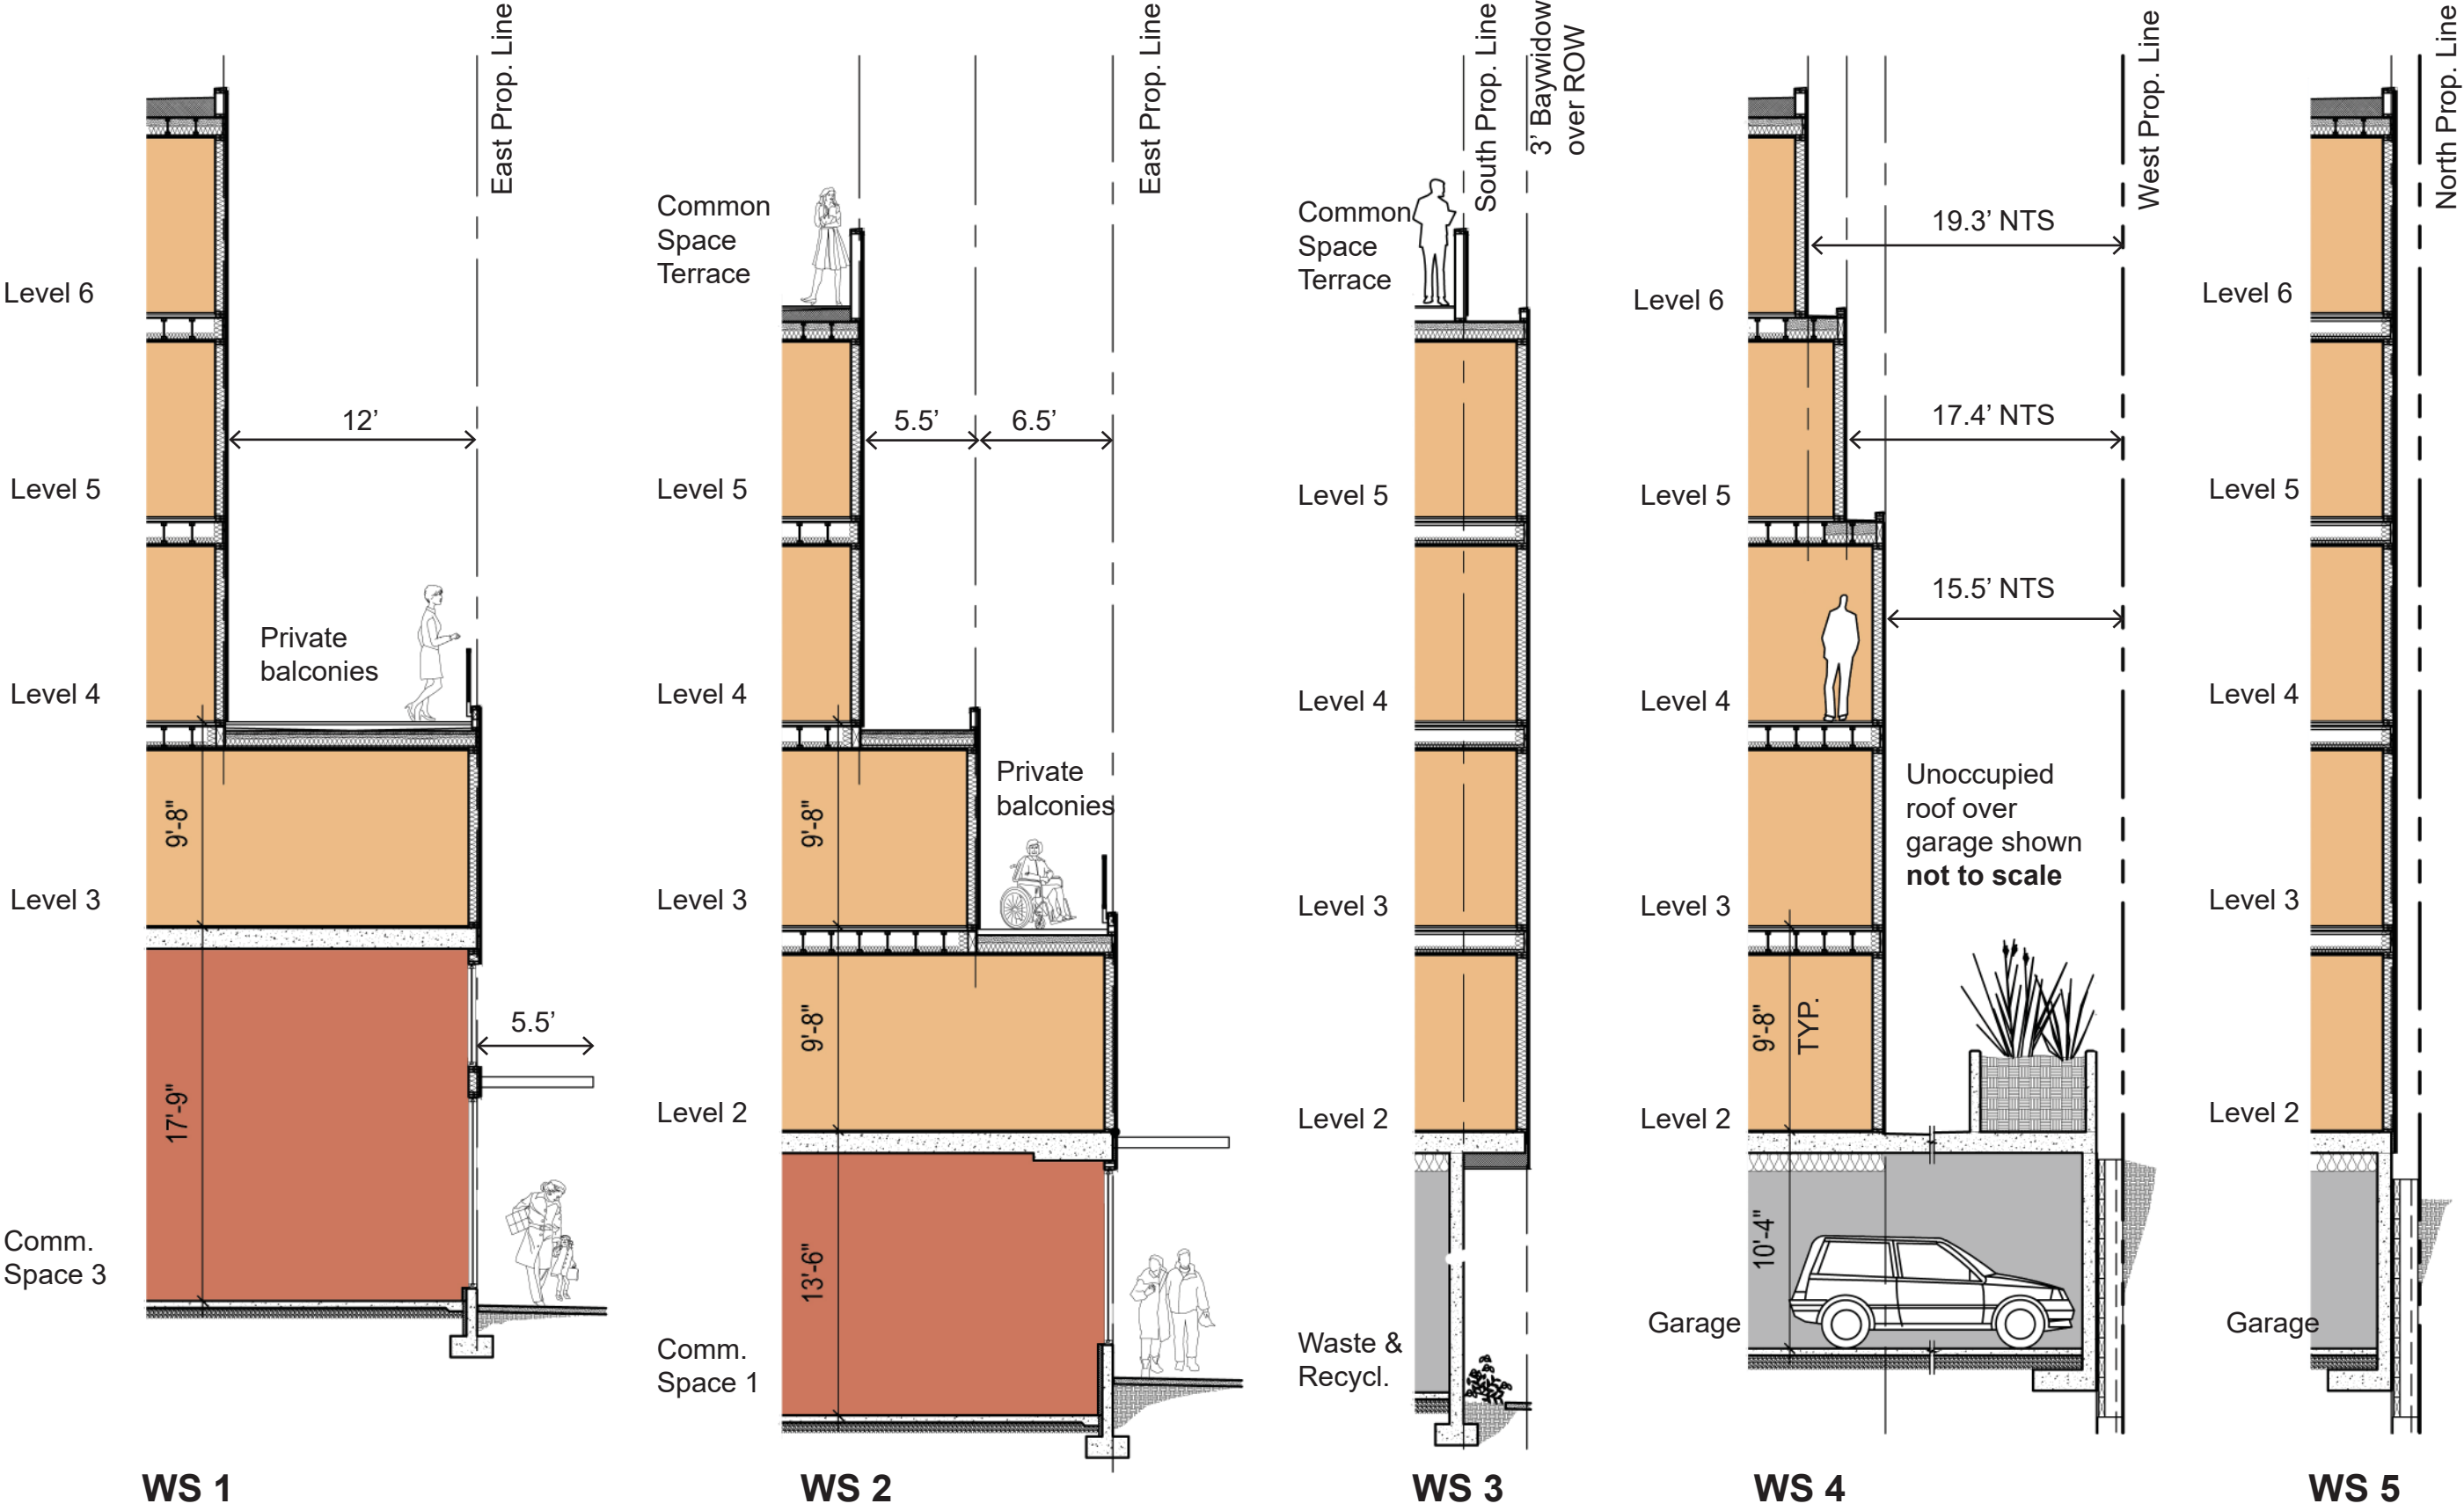 East Prop. Line
Level 6
12’
Level 5
Private
balconies
Level 4
9'-8"
Level 3
5.5’
17'-9"
Comm.
Space 3
WS 1
East Prop. Line
Common
Space
Terrace
5.5’
6.5’
Level 5
Level 4
Private
balconies
9'-8"
Level 3
9'-8"
Level 2
13'-6"
Comm.
Space 1
WS 2
South Prop. Line
3’ Baywidow
over ROW
Common
Space
Terrace
Level 5
Level 4
Level 3
Level 2
Waste &
Recycl.
WS 3
West Prop. Line
19.3’ NTS
Level 6
17.4’ NTS
Level 5
15.5’ NTS
Level 4
Unoccupied
roof over
garage shown
not to scale
Level 3
9'-8"
TYP.
Level 2
10'-4"
Garage
WS 4
North Prop. Line
Level 6
Level 5
Level 4
Level 3
Level 2
Garage
WS 5